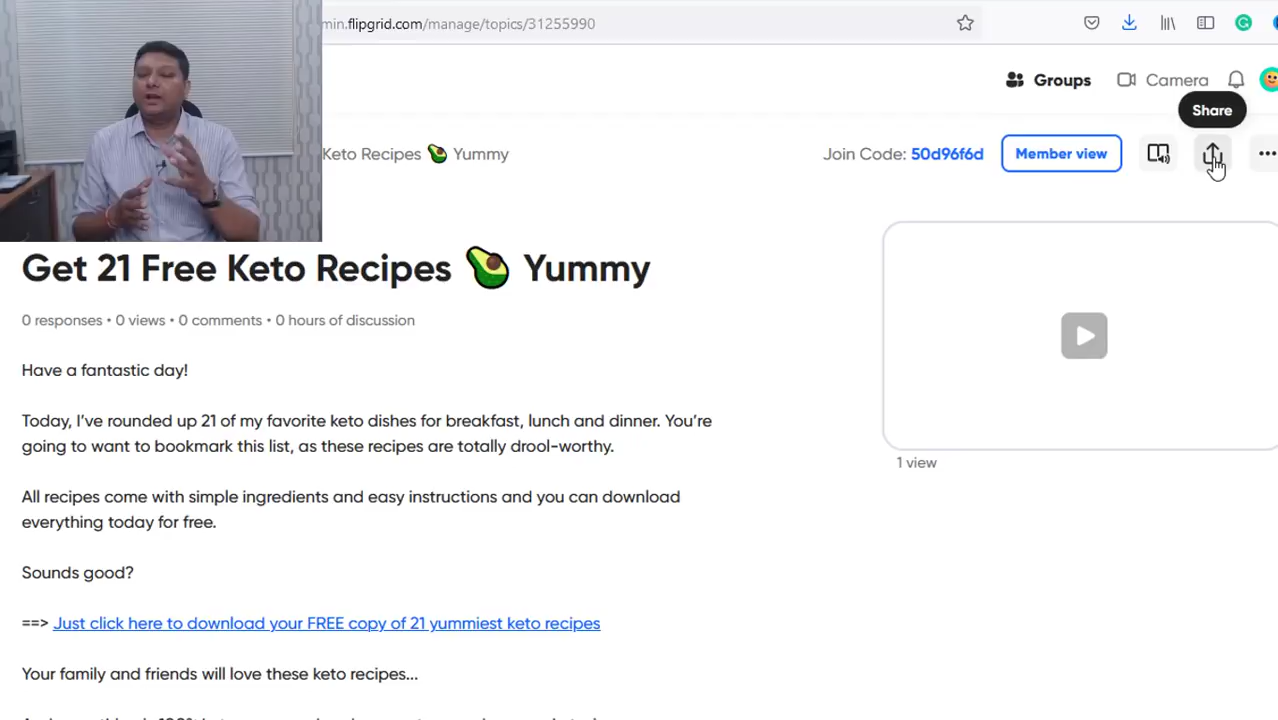 min.flipgrid.com/manage/topics/31255990
Groups
Camera
Share
Keto Recipes 🥑 Yummy
Join Code: 50d96f6d
Member view
Get 21 Free Keto Recipes 🥑 Yummy
0 responses • 0 views • 0 comments • 0 hours of discussion
Have a fantastic day!
1 view
Today, I've rounded up 21 of my favorite keto dishes for breakfast, lunch and dinner. You're
going to want to bookmark this list, as these recipes are totally drool-worthy.
All recipes come with simple ingredients and easy instructions and you can download
everything today for free.
Sounds good?
==> Just click here to download your FREE copy of 21 yummiest keto recipes
Your family and friends will love these keto recipes...